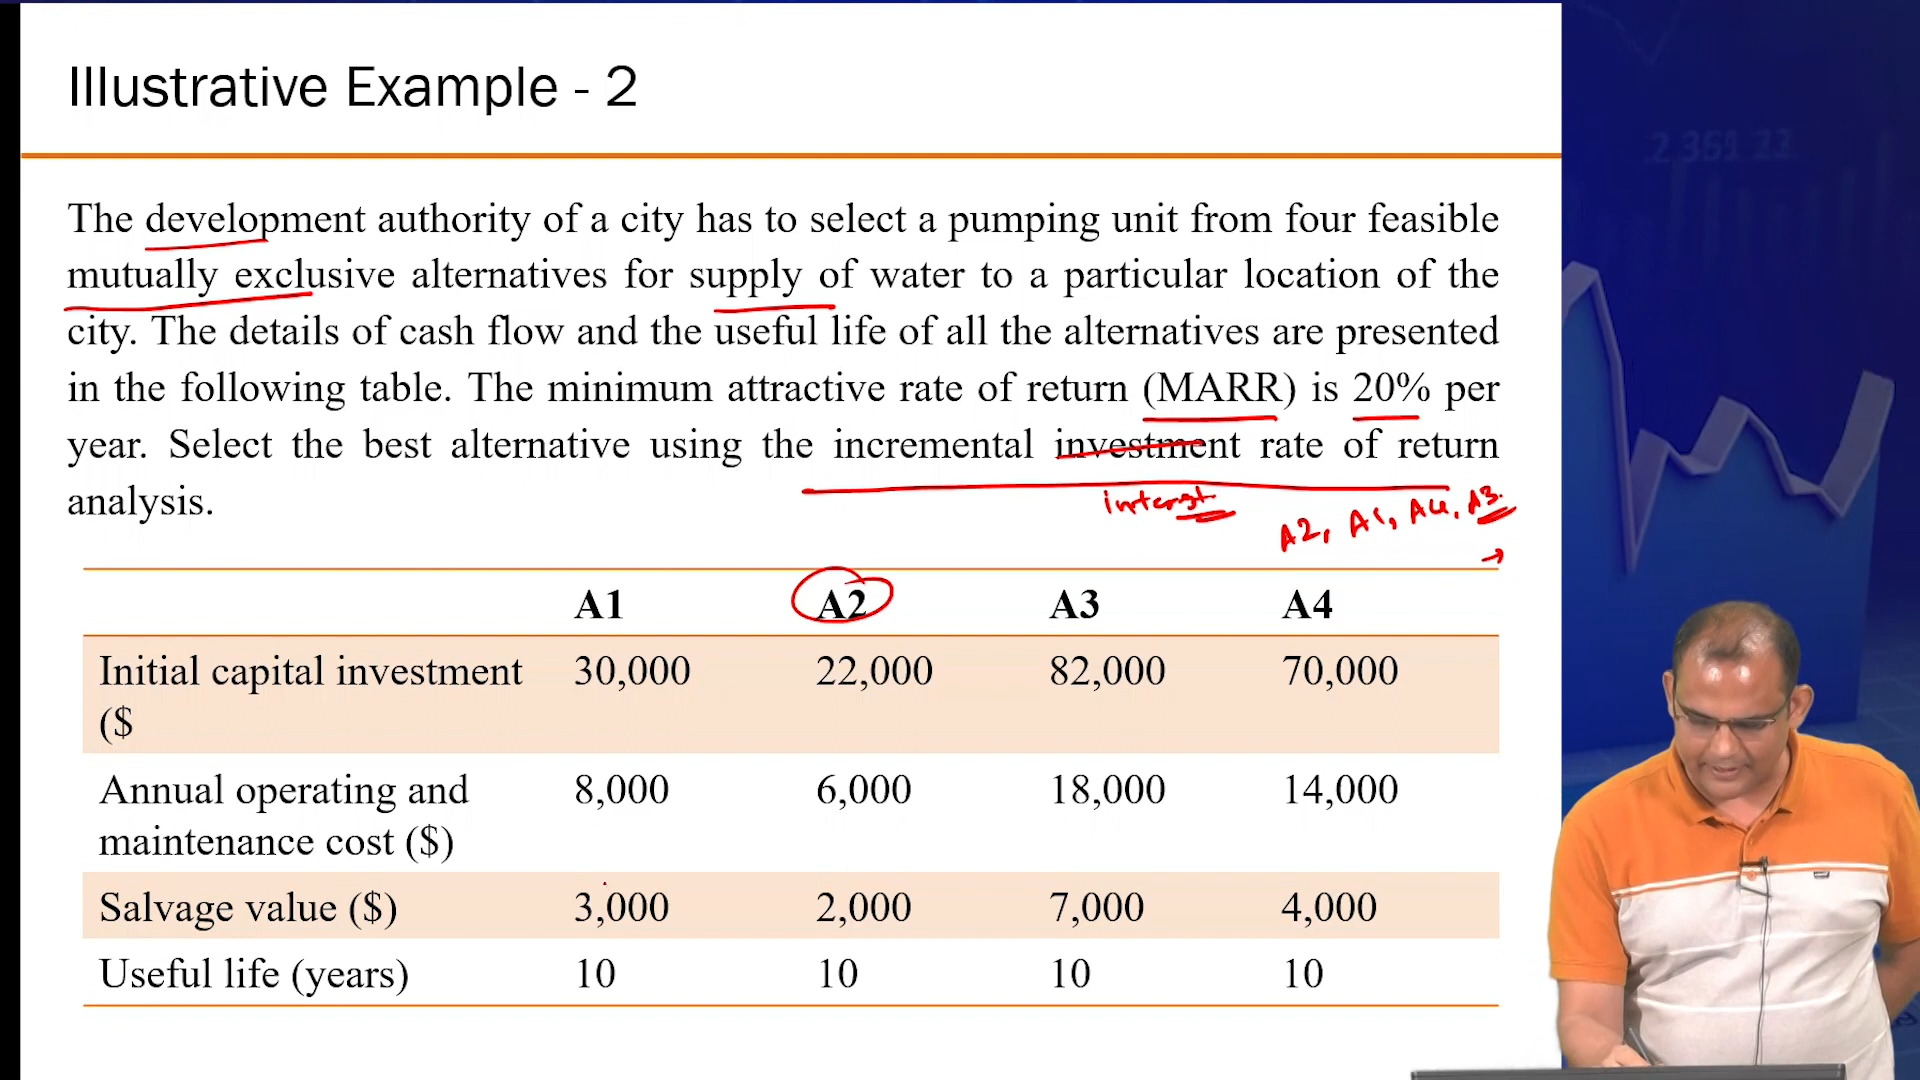 Illustrative Example - 2
The development authority of a city has to select a pumping unit from four feasible
mutually exclusive alternatives for supply of water to a particular location of the
city. The details of cash flow and the useful life of all the alternatives are presented
in the following table. The minimum attractive rate of return (MARR) is 20% per
year. Select the best alternative using the incremental investment rate of return
analysis.
interest
A2, A1, A4, A3
A1 A2 A3 A4
Initial capital investment 30,000 22,000 82,000 70,000
($
Annual operating and 8,000 6,000 18,000 14,000
maintenance cost ($)
Salvage value ($) 3,000 2,000 7,000 4,000
Useful life (years) 10 10 10 10